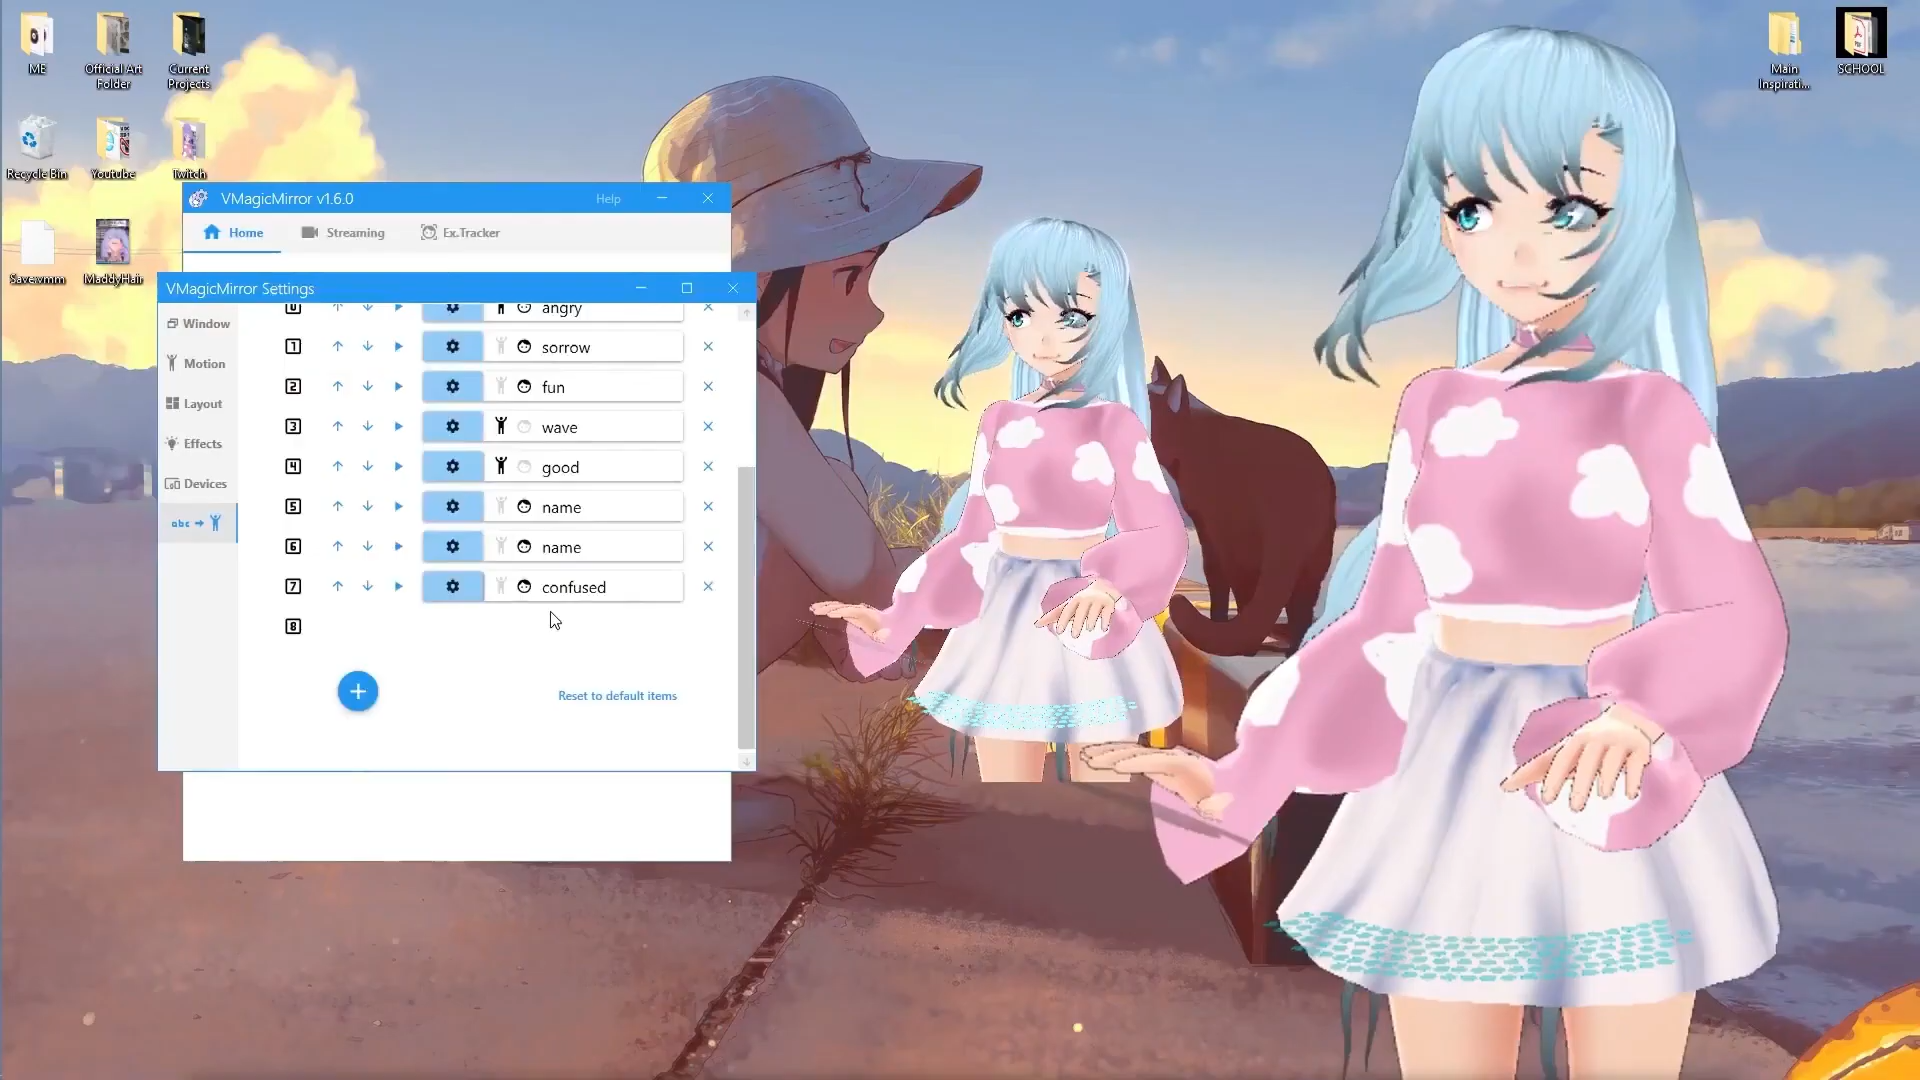 ME
Official Art
Folder
Current
Projects
Main
Inspirati...
SCHOOL
Recycle Bin
Youtube
Twitch
Savewmm
MaddyHair
VMagicMirror v1.6.0
Help
Home
Streaming
Ex.Tracker
VMagicMirror Settings
Window
Motion
Layout
Effects
Devices
abc
0 angry
1 sorrow
2 fun
3 wave
4 good
5 name
6 name
7 confused
8
Reset to default items